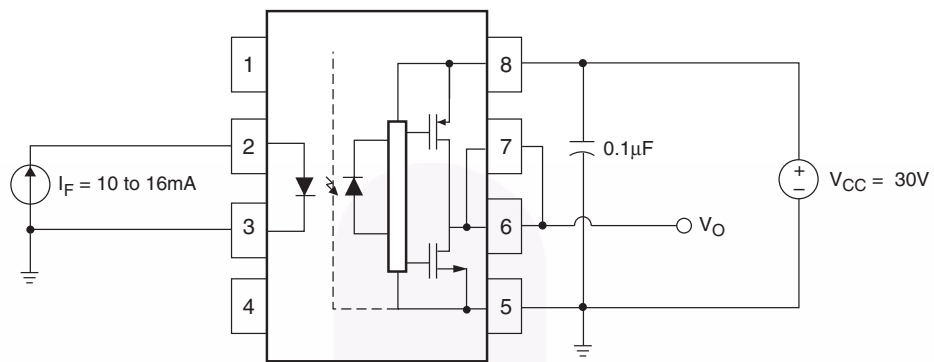 1
8
2
7
I_F = 10 to 16mA
0.1μF
+
–
V_CC = 30V
3
6
V_O
4
5